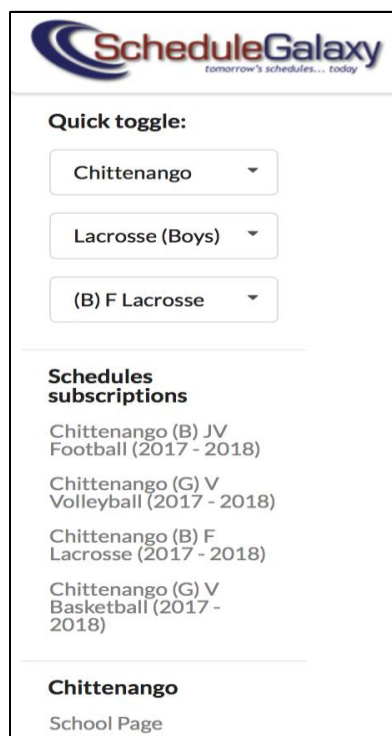 ScheduleGalaxy
tomorrow's schedules... today
Quick toggle:
Chittenango
Lacrosse (Boys)
(B) F Lacrosse
Schedules
subscriptions
Chittenango (B) JV
Football (2017 - 2018)
Chittenango (G) V
Volleyball (2017 - 2018)
Chittenango (B) F
Lacrosse (2017 - 2018)
Chittenango (G) V
Basketball (2017 -
2018)
Chittenango
School Page